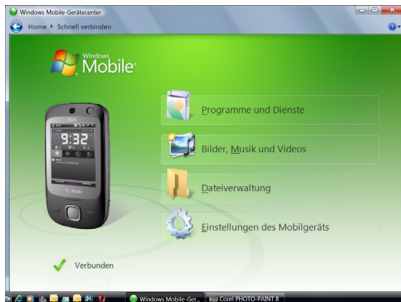 Windows Mobile-Gerätecenter
Home Schnell verbinden
Windows
Mobile
Programme und Dienste
9:32
Bilder, Musik und Videos
Dateiverwaltung
Einstellungen des Mobilgeräts
Verbunden
Windows Mobile-Ger...
Corel PHOTO-PAINT 8